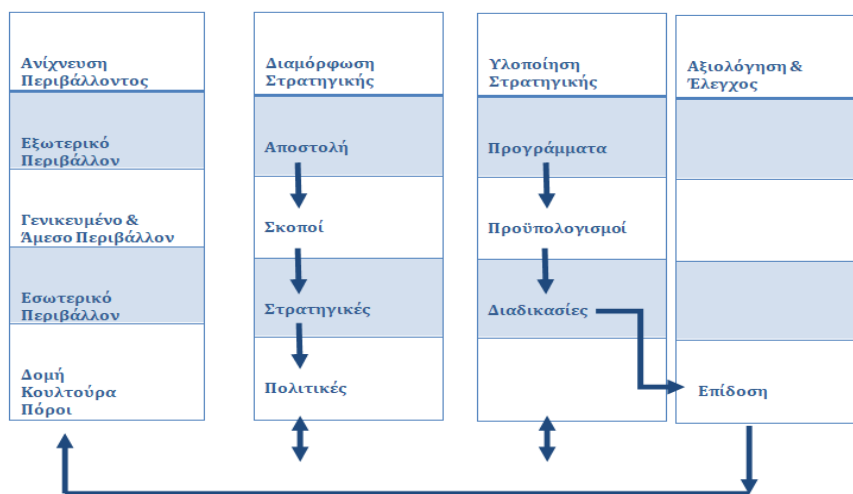 Ανίχνευση
Περιβάλλοντος
Εξωτερικό
Περιβάλλον
Γενικευμένο &
Άμεσο Περιβάλλον
Εσωτερικό
Περιβάλλον
Δομή
Κουλτούρα
Πόροι
Διαμόρφωση
Στρατηγικής
Αποστολή
Σκοποί
Στρατηγικές
Πολιτικές
Υλοποίηση
Στρατηγικής
Προγράμματα
Προϋπολογισμοί
Διαδικασίες
Αξιολόγηση &
Έλεγχος
Επίδοση